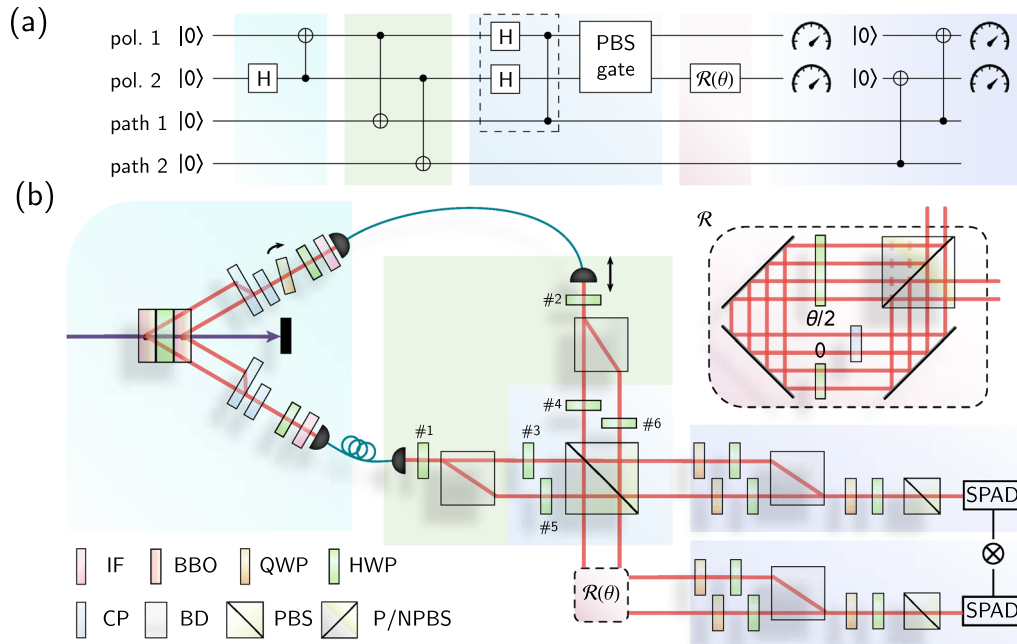 (a)
pol. 1 |0⟩ H PBS gate |0⟩
pol. 2 |0⟩ H H R(θ) |0⟩
path 1 |0⟩
path 2 |0⟩
(b)
R
#2
θ/2
0
#4
#6
#1
#3
#5
SPAD
R(θ)
SPAD
IF BBO QWP HWP
CP BD PBS P/NPBS